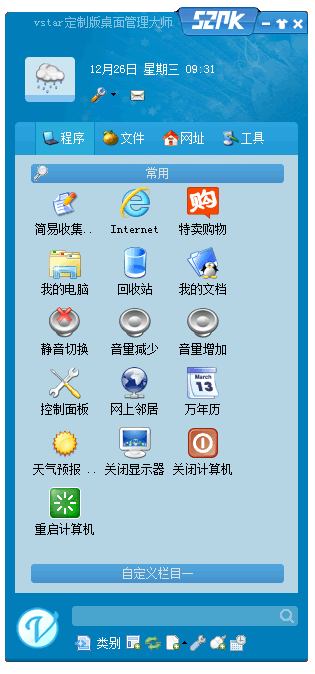 vstar定制版桌面管理大师
SZPK
12月26日 星期三 09:31
程序 文件 网址 工具
常用
购
简易收集.. Internet 特卖购物
我的电脑 回收站 我的文档
静音切换 音量减少 音量增加
March
13
控制面板 网上邻居 万年历
天气预报 .. 关闭显示器 关闭计算机
重启计算机
自定义栏目一
V
类别